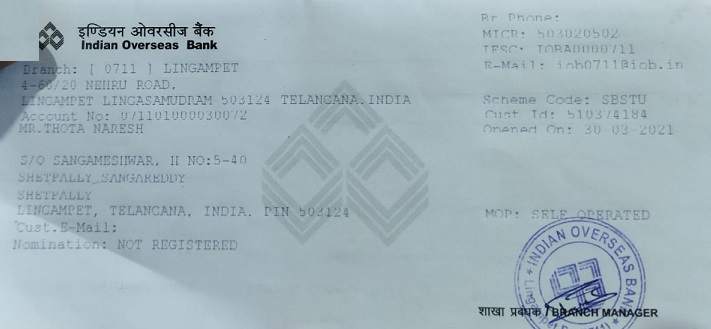 इण्डियन ओवरसीज बैंक
Indian Overseas Bank
Br Phone:
MICR: 503020502
IFSC: IOBA0000711
E-Mail: iob0711@iob.in
Branch: [ 0711 ] LINGAMPET
4-60/20 NEHRU ROAD,
LINGAMPET LINGASAMUDRAM 503124 TELANGANA.INDIA
Account No: 071101000030072
MR.THOTA NARESH
Scheme Code: SBSTU
Cust Id: 510374184
Opened On: 30-03-2021
S/O SANGAMESHWAR, H NO:5-40
SHETPALLY SANGAREDDY
SHETPALLY
LINGAMPET, TELANGANA, INDIA. PIN 503124
Cust.E-Mail:
Nomination: NOT REGISTERED
MOP: SELF OPERATED
INDIAN OVERSEAS BANK
शाखा प्रबंधक / BRANCH MANAGER